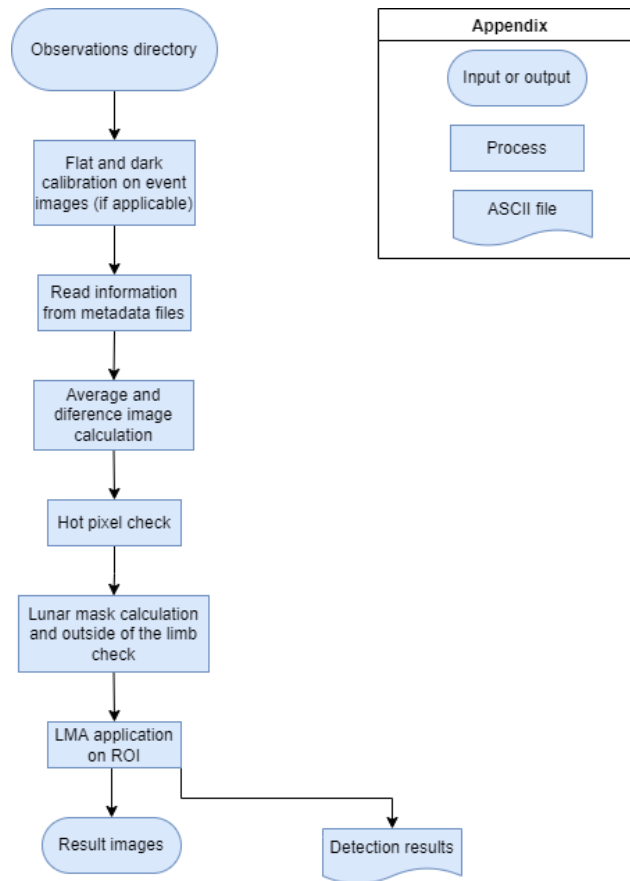 Observations directory
Flat and dark
calibration on event
images (if applicable)
Read information
from metadata files
Average and
diference image
calculation
Hot pixel check
Lunar mask calculation
and outside of the limb
check
LMA application
on ROI
Result images
Detection results
Appendix
Input or output
Process
ASCII file